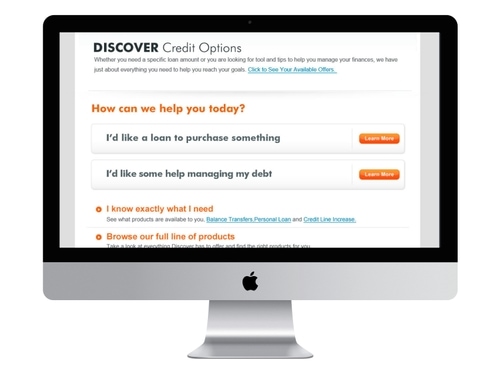 DISCOVER Credit Options
Whether you need a specific loan amount or you are looking for tool and tips to help you manage your finances, we have
just about everything you need to help you reach your goals. Click to See Your Available Offers.
How can we help you today?
I'd like a loan to purchase something
Learn More
I'd like some help managing my debt
Learn More
I know exactly what I need
See what products are availabe to you, Balance Transfers,Personal Loan and Credit Line Increase.
Browse our full line of products
Take a look at everything Discover has to offer and find the right products for you.